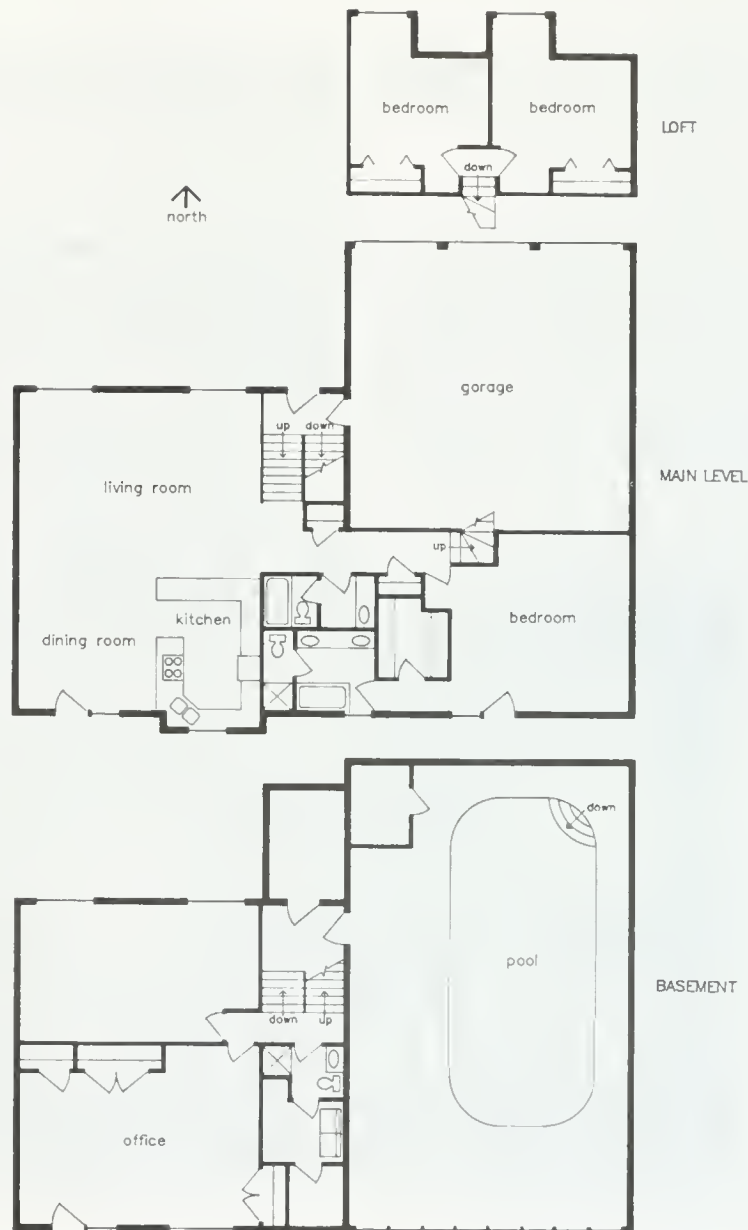 bedroom
bedroom
down
LOFT
north
garage
up
down
living room
MAIN LEVEL
up
kitchen
bedroom
dining room
down
pool
BASEMENT
down
up
office